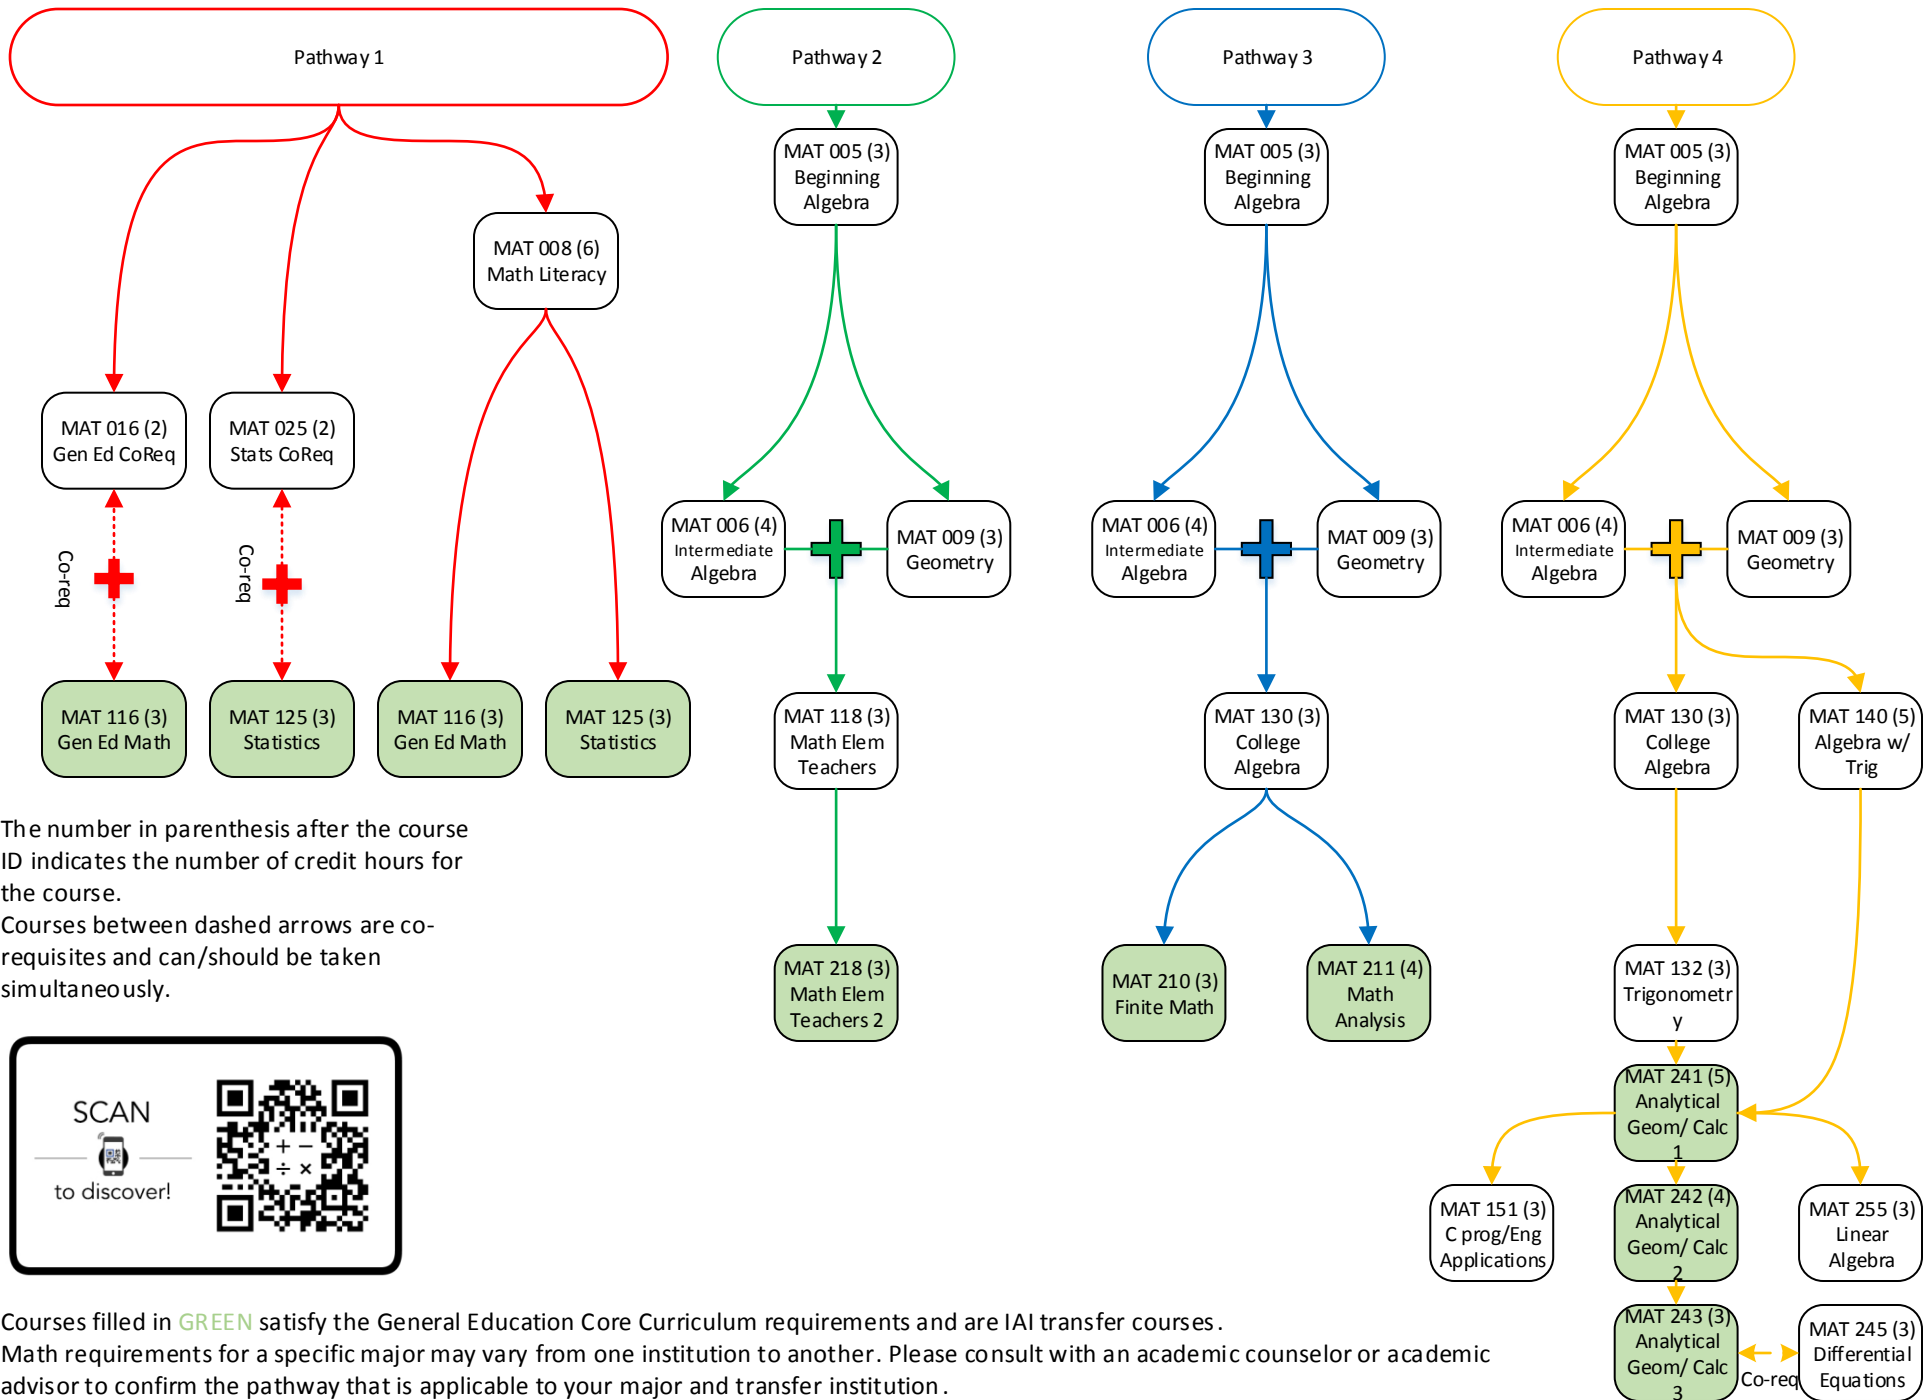 Pathway 1
Pathway 2
Pathway 3
Pathway 4
MAT 005 (3)
Beginning
Algebra
MAT 005 (3)
Beginning
Algebra
MAT 005 (3)
Beginning
Algebra
MAT 008 (6)
Math Literacy
MAT 016 (2)
Gen Ed CoReq
MAT 025 (2)
Stats CoReq
MAT 006 (4)
Intermediate
Algebra
MAT 009 (3)
Geometry
MAT 006 (4)
Intermediate
Algebra
MAT 009 (3)
Geometry
MAT 006 (4)
Intermediate
Algebra
MAT 009 (3)
Geometry
Co-req
Co-req
MAT 116 (3)
Gen Ed Math
MAT 125 (3)
Statistics
MAT 116 (3)
Gen Ed Math
MAT 125 (3)
Statistics
MAT 118 (3)
Math Elem
Teachers
MAT 130 (3)
College
Algebra
MAT 130 (3)
College
Algebra
MAT 140 (5)
Algebra w/
Trig
The number in parenthesis after the course
ID indicates the number of credit hours for
the course.
Courses between dashed arrows are co-
requisites and can/should be taken
simultaneously.
MAT 218 (3)
Math Elem
Teachers 2
MAT 210 (3)
Finite Math
MAT 211 (4)
Math
Analysis
MAT 132 (3)
Trigonometr
y
MAT 241 (5)
Analytical
Geom/ Calc
1
SCAN
to discover!
+ −
÷ ×
MAT 151 (3)
C prog/Eng
Applications
MAT 242 (4)
Analytical
Geom/ Calc
2
MAT 255 (3)
Linear
Algebra
MAT 243 (3)
Analytical
Geom/ Calc
3
Co-req
MAT 245 (3)
Differential
Equations
Courses filled in GREEN satisfy the General Education Core Curriculum requirements and are IAI transfer courses.
Math requirements for a specific major may vary from one institution to another. Please consult with an academic counselor or academic
advisor to confirm the pathway that is applicable to your major and transfer institution.